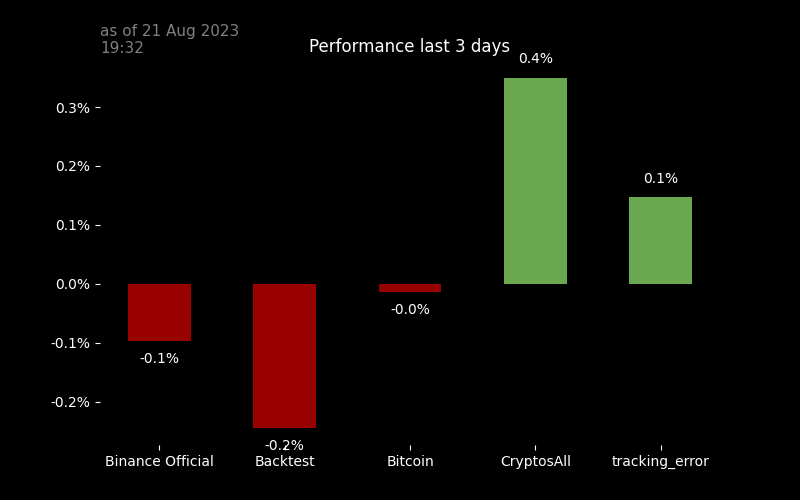 as of 21 Aug 2023
19:32
Performance last 3 days
0.4%
0.3%
0.2%
0.1%
0.1%
0.0%
-0.0%
-0.1%
-0.1%
-0.2%
-0.2%
Binance Official
Backtest
Bitcoin
CryptosAll
tracking_error